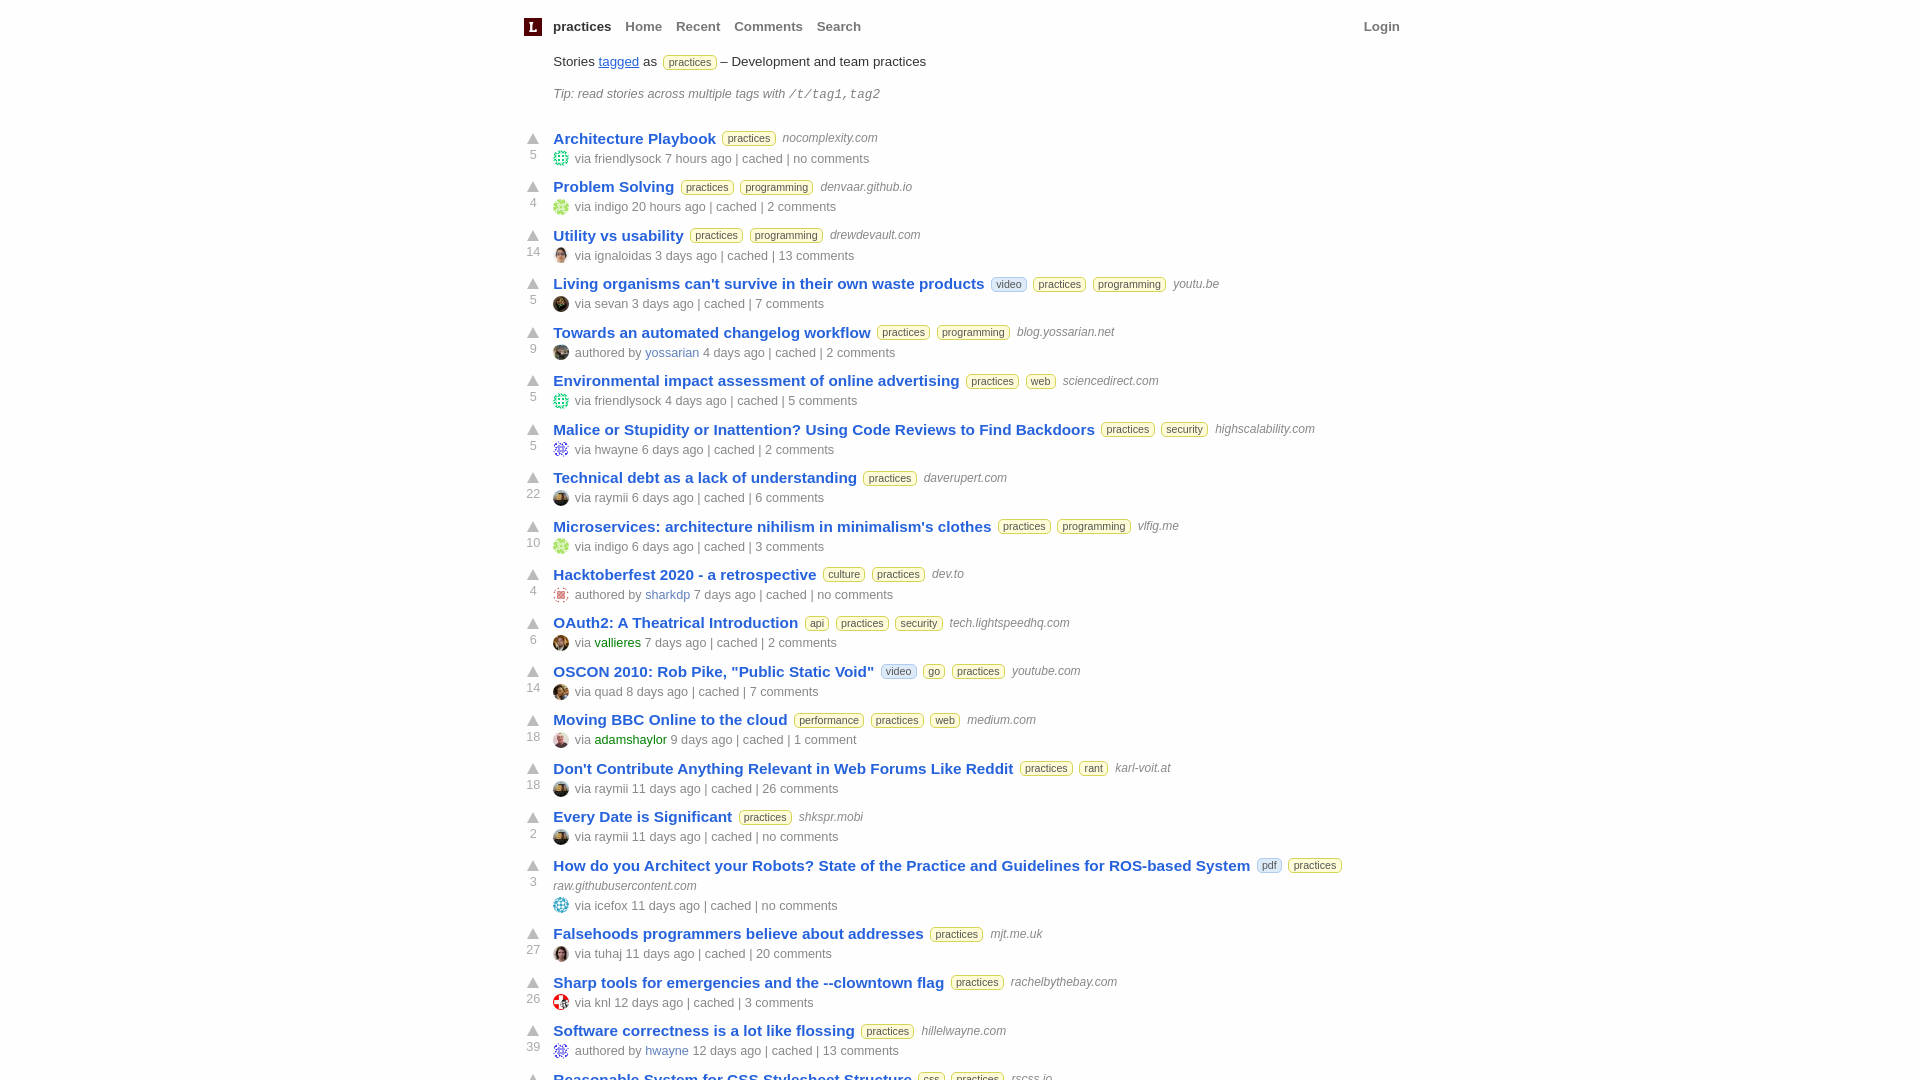 L practices Home Recent Comments Search Login
Stories tagged as practices – Development and team practices
Tip: read stories across multiple tags with /t/tag1,tag2
Architecture Playbook practices nocomplexity.com
5 via friendlysock 7 hours ago | cached | no comments
Problem Solving practices programming denvaar.github.io
4 via indigo 20 hours ago | cached | 2 comments
Utility vs usability practices programming drewdevault.com
14 via ignaloidas 3 days ago | cached | 13 comments
Living organisms can't survive in their own waste products video practices programming youtu.be
5 via sevan 3 days ago | cached | 7 comments
Towards an automated changelog workflow practices programming blog.yossarian.net
9 authored by yossarian 4 days ago | cached | 2 comments
Environmental impact assessment of online advertising practices web sciencedirect.com
5 via friendlysock 4 days ago | cached | 5 comments
Malice or Stupidity or Inattention? Using Code Reviews to Find Backdoors practices security highscalability.com
5 via hwayne 6 days ago | cached | 2 comments
Technical debt as a lack of understanding practices daverupert.com
22 via raymii 6 days ago | cached | 6 comments
Microservices: architecture nihilism in minimalism's clothes practices programming vlfig.me
10 via indigo 6 days ago | cached | 3 comments
Hacktoberfest 2020 - a retrospective culture practices dev.to
4 authored by sharkdp 7 days ago | cached | no comments
OAuth2: A Theatrical Introduction api practices security tech.lightspeedhq.com
6 via vallieres 7 days ago | cached | 2 comments
OSCON 2010: Rob Pike, "Public Static Void" video go practices youtube.com
14 via quad 8 days ago | cached | 7 comments
Moving BBC Online to the cloud performance practices web medium.com
18 via adamshaylor 9 days ago | cached | 1 comment
Don't Contribute Anything Relevant in Web Forums Like Reddit practices rant karl-voit.at
18 via raymii 11 days ago | cached | 26 comments
Every Date is Significant practices shkspr.mobi
2 via raymii 11 days ago | cached | no comments
How do you Architect your Robots? State of the Practice and Guidelines for ROS-based System pdf practices
3 raw.githubusercontent.com
via icefox 11 days ago | cached | no comments
Falsehoods programmers believe about addresses practices mjt.me.uk
27 via tuhaj 11 days ago | cached | 20 comments
Sharp tools for emergencies and the --clowntown flag practices rachelbythebay.com
26 via knl 12 days ago | cached | 3 comments
Software correctness is a lot like flossing practices hillelwayne.com
39 authored by hwayne 12 days ago | cached | 13 comments
Reasonable System for CSS Stylesheet Structure css practices rscss.io